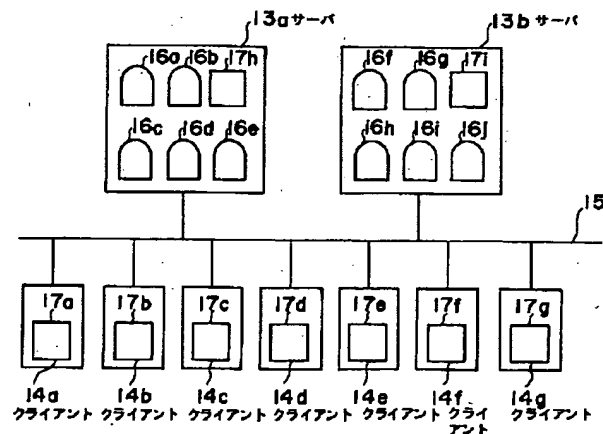 13a サーバ 13b サーバ
16a 16b 17h 16f 16g 17i
16c 16d 16e 16h 16i 16j
15
17a 17b 17c 17d 17e 17f 17g
14a 14b 14c 14d 14e 14f 14g
クライアント クライアント クライアント クライアント クライアント クライ クライアント
アント